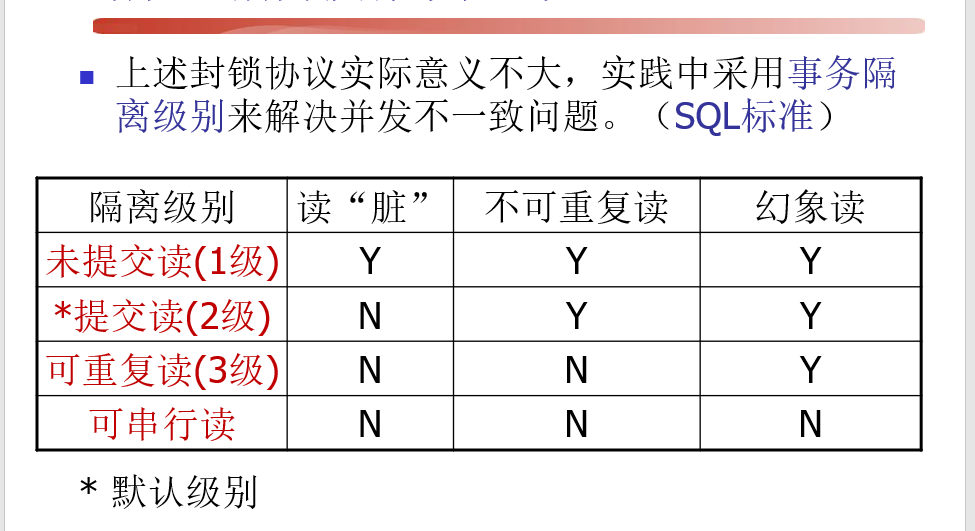 ■ 上述封锁协议实际意义不大，实践中采用事务隔
离级别来解决并发不一致问题。（SQL标准）
隔离级别 读“脏” 不可重复读 幻象读
未提交读(1级) Y Y Y
*提交读(2级) N Y Y
可重复读(3级) N N Y
可串行读 N N N
* 默认级别